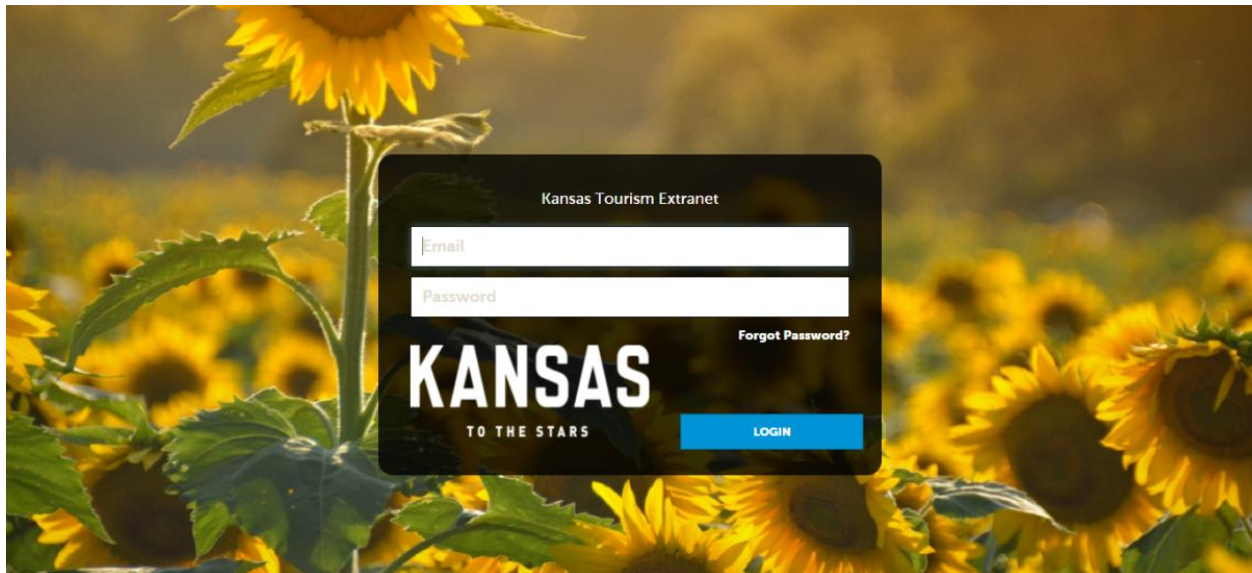 Kansas Tourism Extranet
Email
Password
Forgot Password?
KANSAS
TO THE STARS
LOGIN